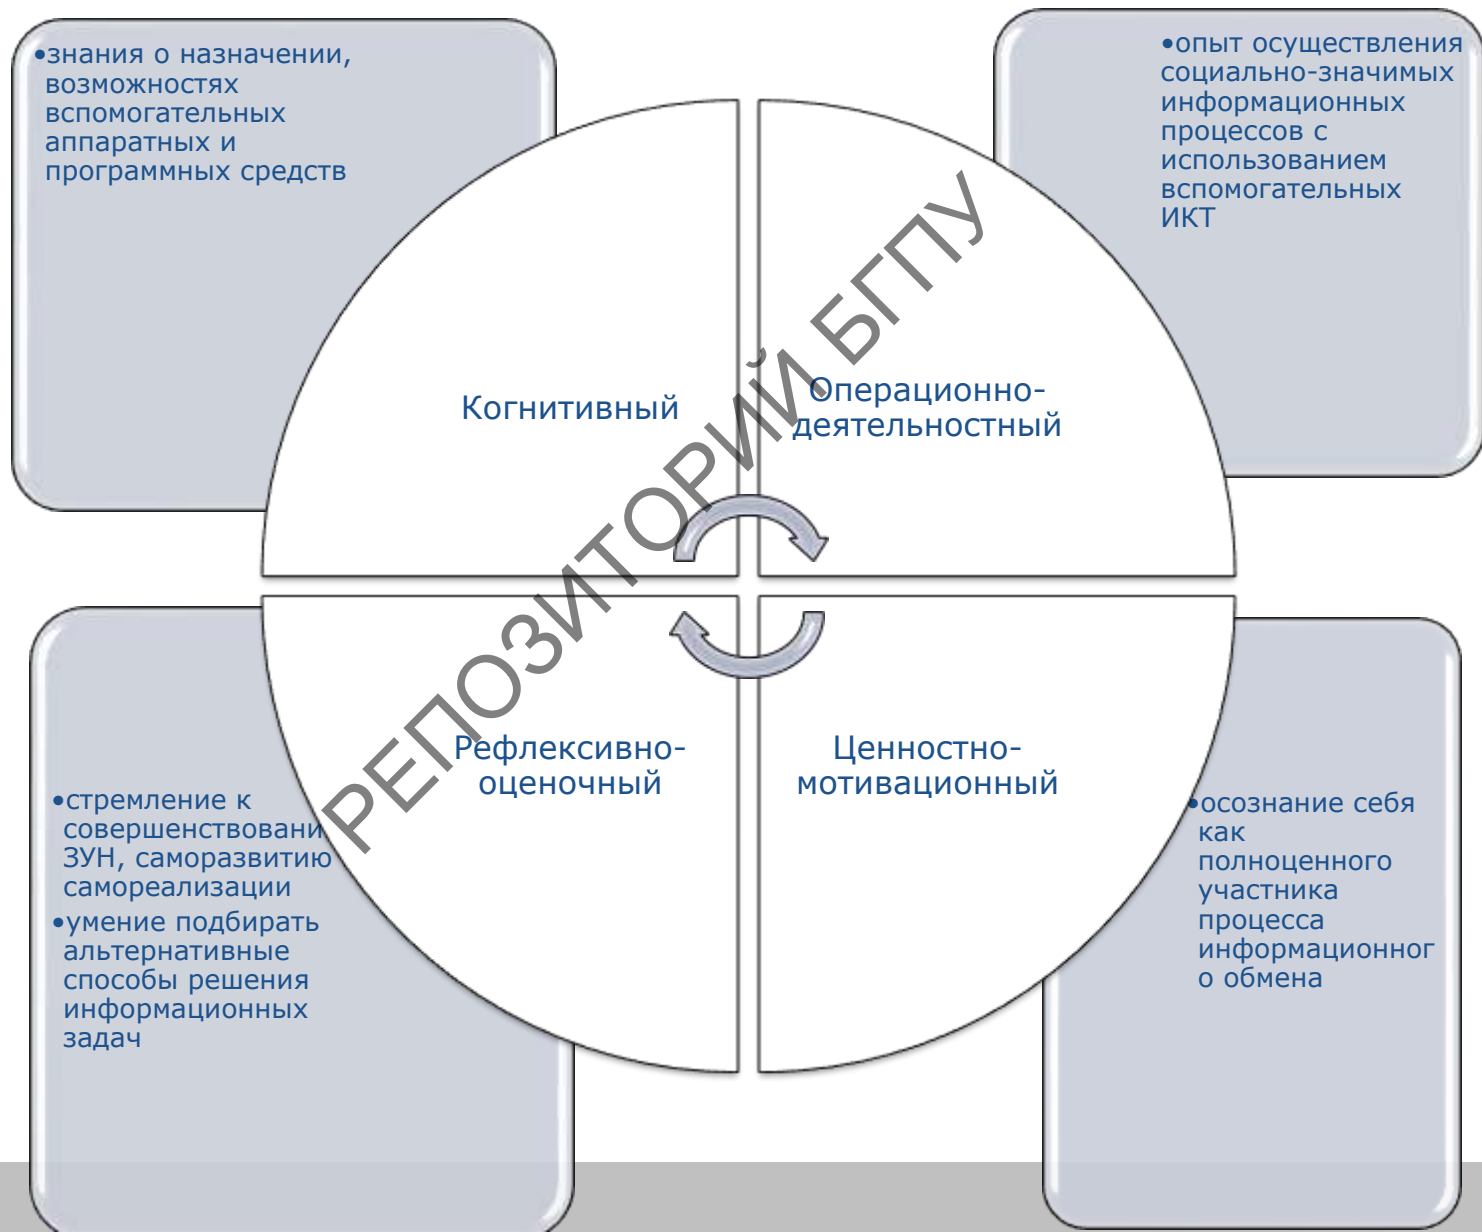 •знания о назначении,
возможностях
вспомогательных
аппаратных и
программных средств
•опыт осуществления
социально-значимых
информационных
процессов с
использованием
вспомогательных
ИКТ
Когнитивный
Операционно-
деятельностный
РЕПОЗИТОРИЙ БГПУ
Рефлексивно-
оценочный
Ценностно-
мотивационный
•стремление к
совершенствовани
ЗУН, саморазвитию
самореализации
•умение подбирать
альтернативные
способы решения
информационных
задач
•осознание себя
как
полноценного
участника
процесса
информационног
о обмена